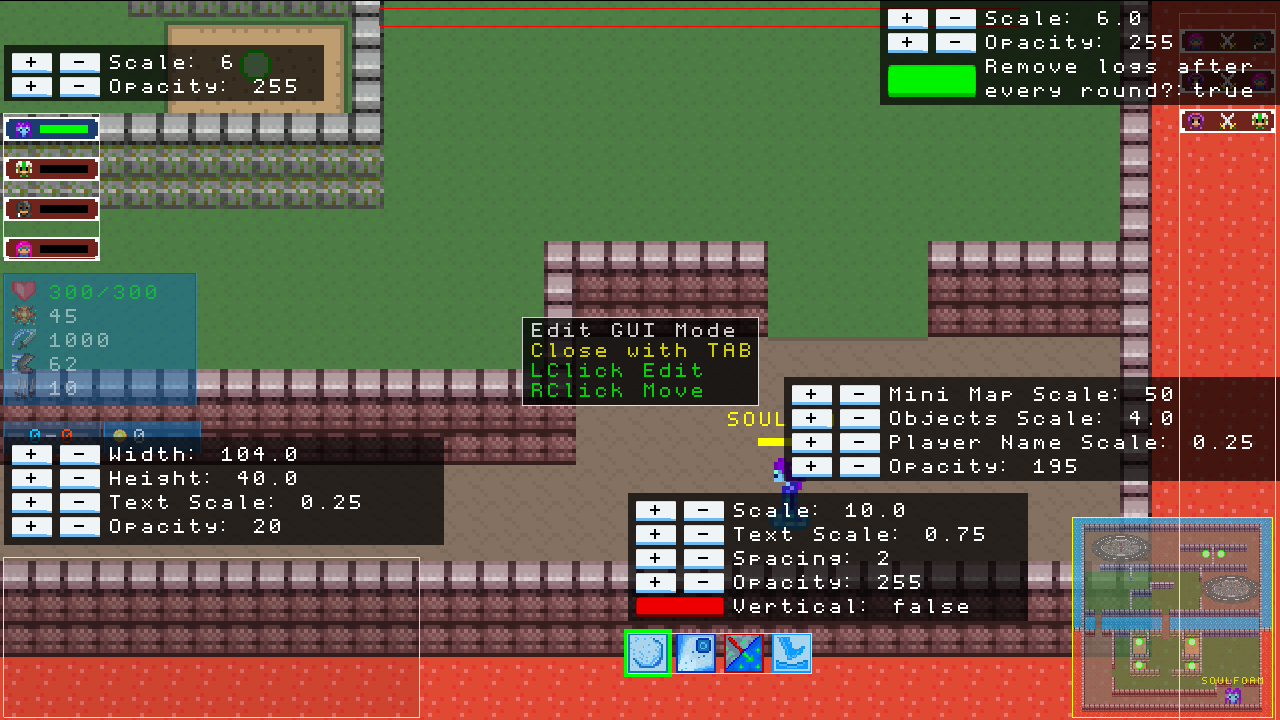 + - Scale: 6
+ - Opacity: 255
+ - Scale: 6.0
+ - Opacity: 255
Remove logs after
every round?: true
300/300
45
1000
62
10
0-0
0
Edit GUI Mode
Close with TAB
LClick Edit
RClick Move
SOUL
+ - Mini Map Scale: 50
+ - Objects Scale: 4.0
+ - Player Name Scale: 0.25
+ - Opacity: 195
+ - Width: 104.0
+ - Height: 40.0
+ - Text Scale: 0.25
+ - Opacity: 20
+ - Scale: 10.0
+ - Text Scale: 0.75
+ - Spacing: 2
+ - Opacity: 255
Vertical: false
SOULFOAM